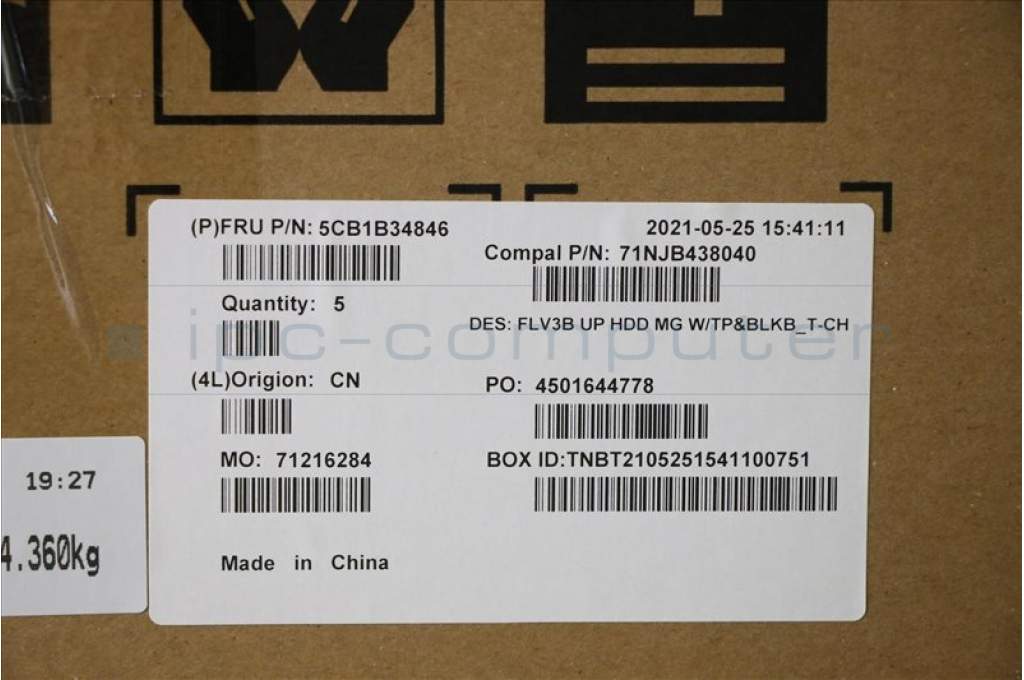 (P)FRU P/N: 5CB1B34846
2021-05-25 15:41:11
Compal P/N: 71NJB438040
Quantity: 5
DES: FLV3B UP HDD MG W/TP&BLKB_T-CH
ipc-computer
(4L)Origion: CN
PO: 4501644778
MO: 71216284
BOX ID:TNBT2105251541100751
Made in China
19:27
4.360kg